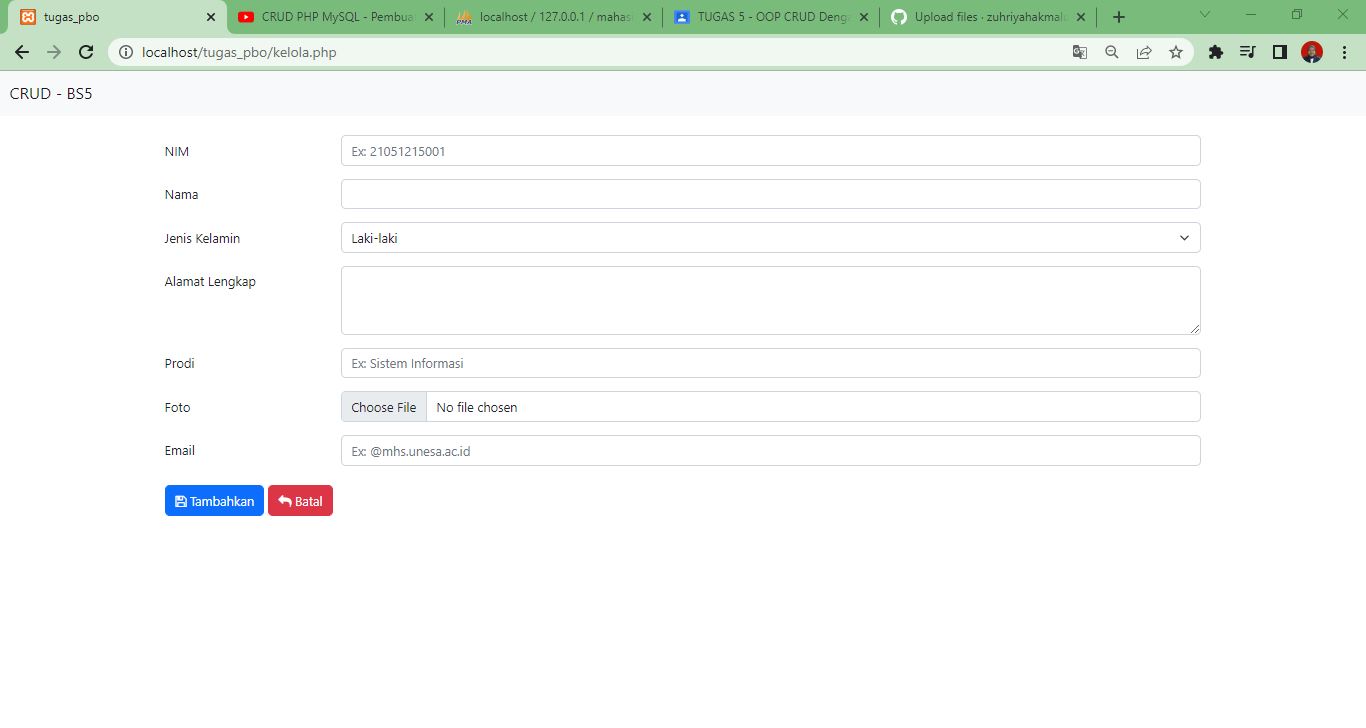 tugas_pbo
CRUD PHP MySQL - Pembua
localhost / 127.0.0.1 / mahas
TUGAS 5 - OOP CRUD Deng
Upload files · zuhriyahakmal
localhost/tugas_pbo/kelola.php
CRUD - BS5
NIM
Ex: 21051215001
Nama
Jenis Kelamin
Laki-laki
Alamat Lengkap
Prodi
Ex: Sistem Informasi
Foto
Choose File
No file chosen
Email
Ex: @mhs.unesa.ac.id
Tambahkan
Batal